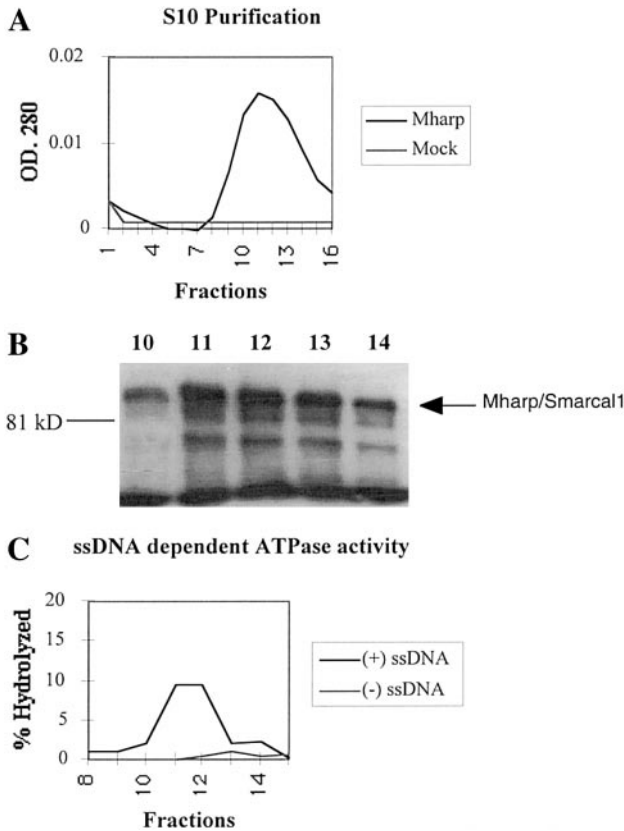 A
S10 Purification
0.02
0.01
0
OD. 280
1
4
7
10
13
16
Fractions
Mharp
Mock
B
10 11 12 13 14
81 kD
Mharp/Smarcal1
C
ssDNA dependent ATPase activity
20
15
10
5
0
% Hydrolyzed
8
10
12
14
Fractions
(+) ssDNA
(-) ssDNA